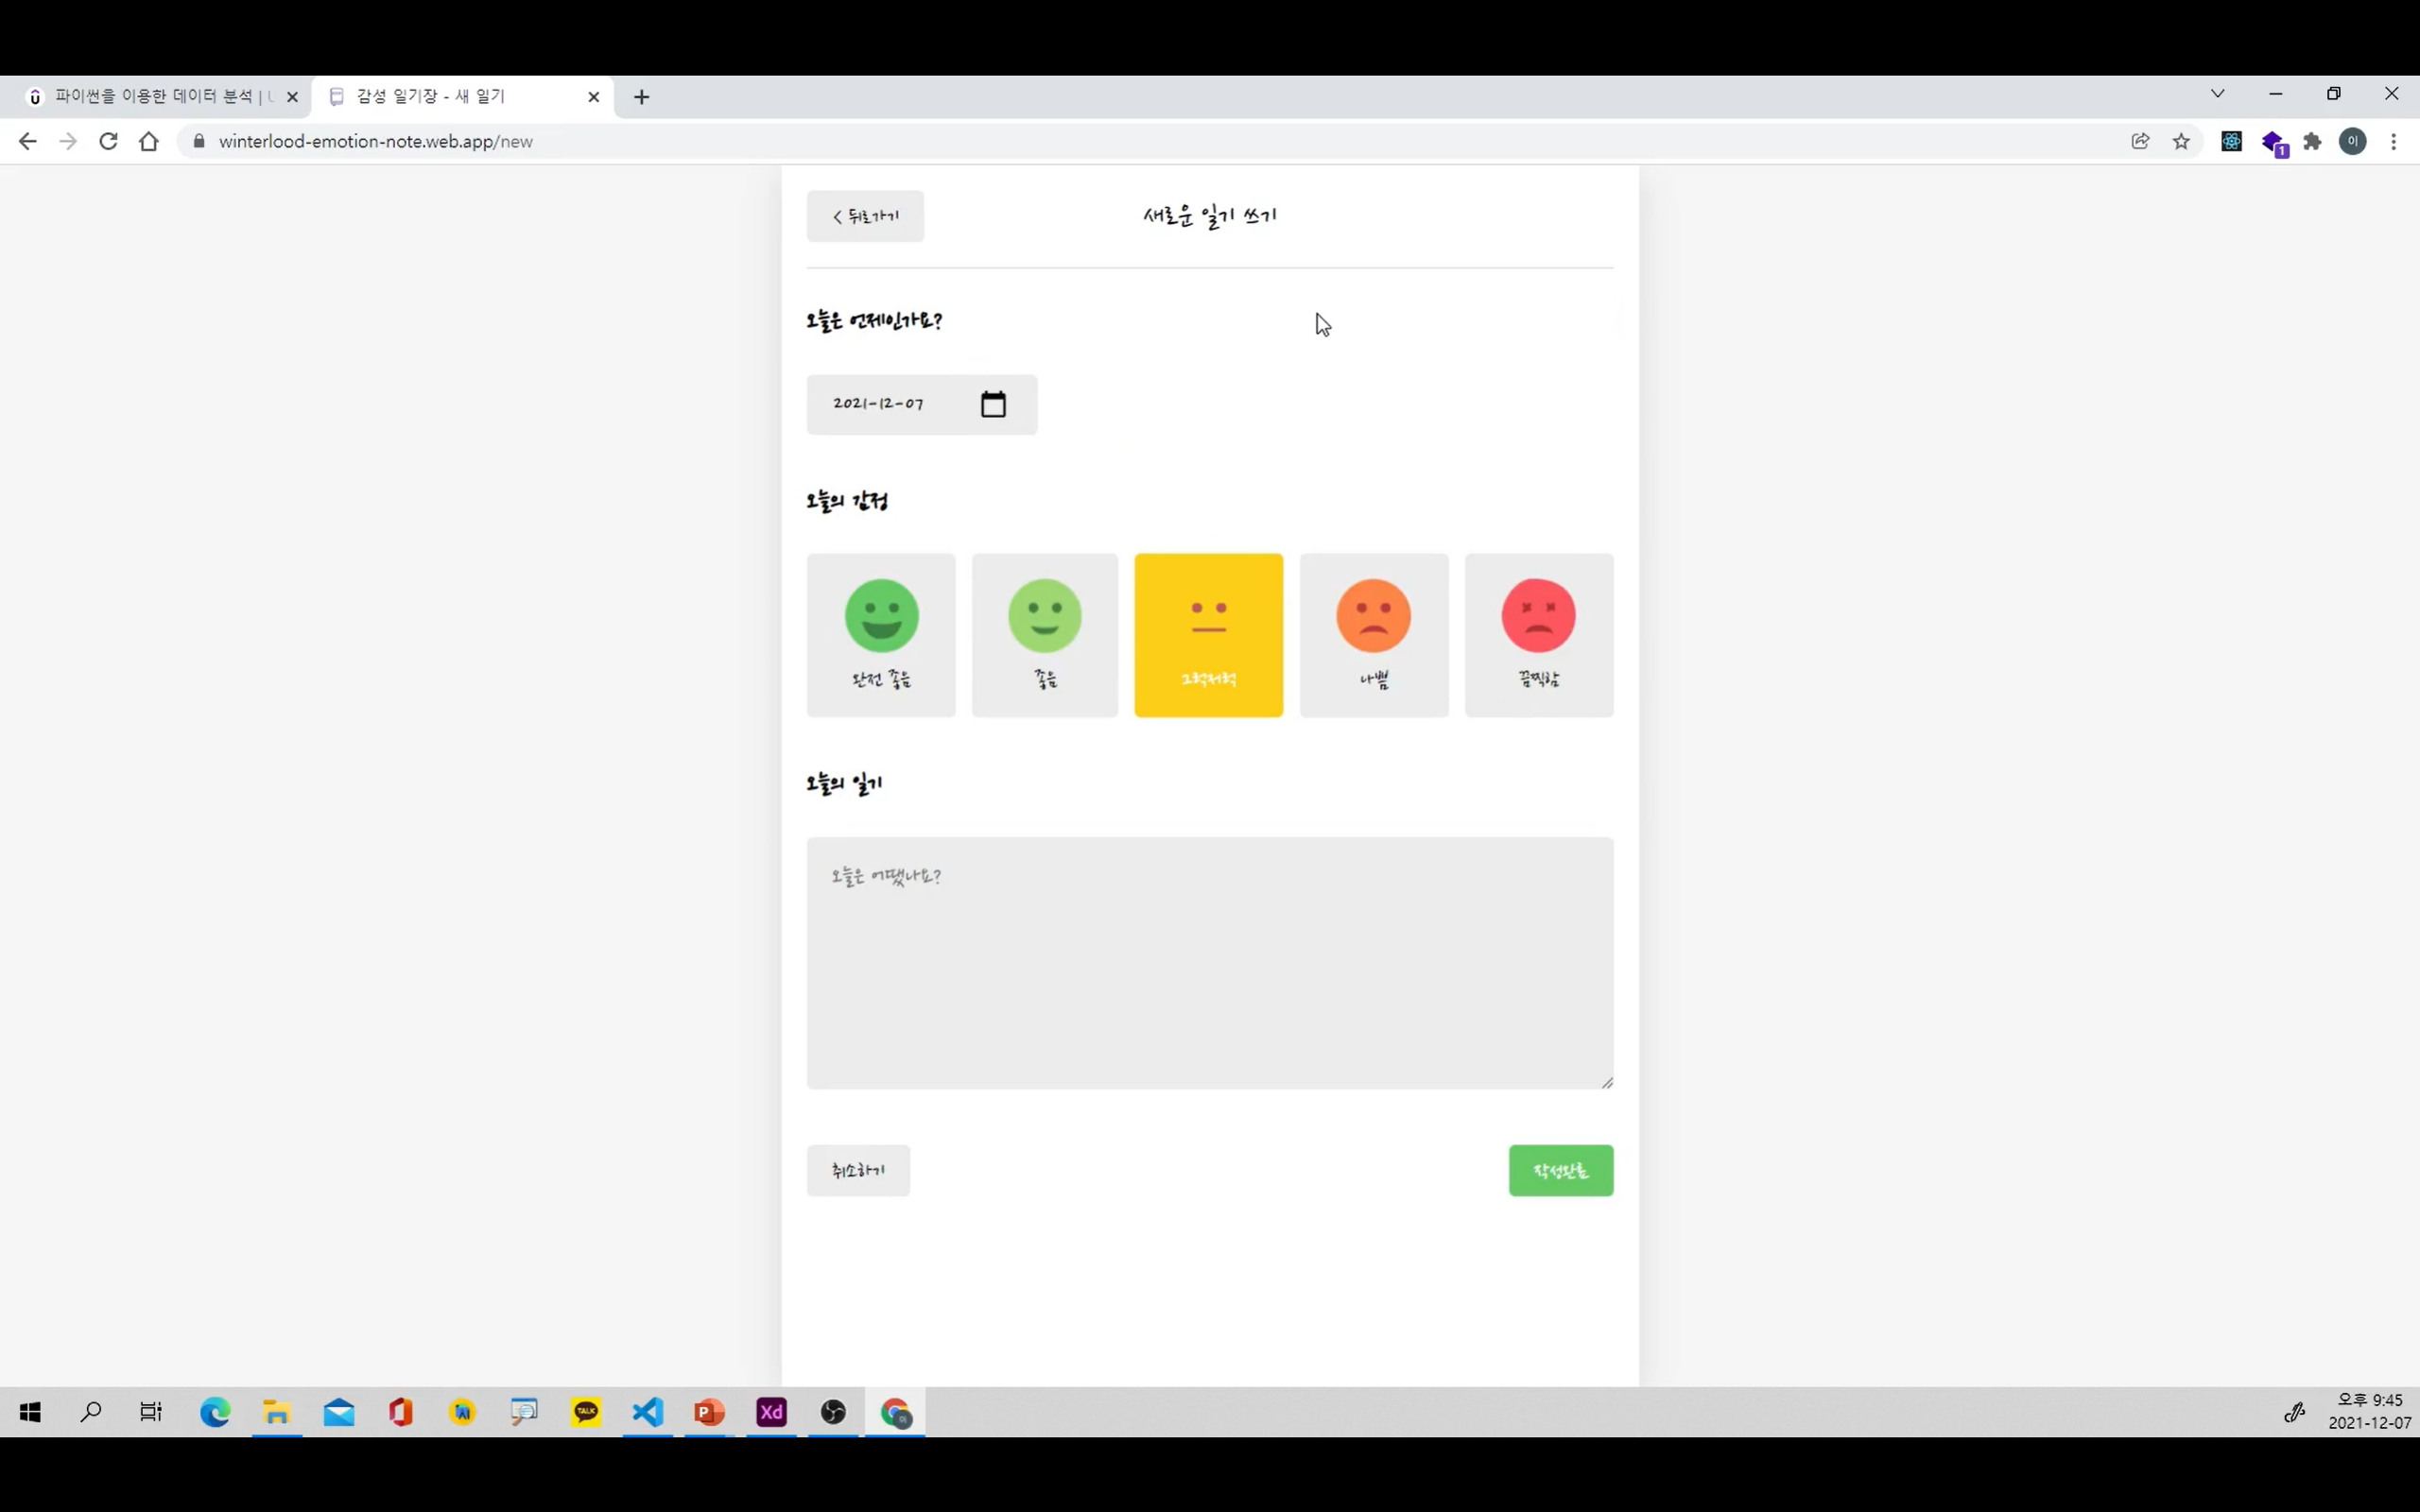 파이썬을 이용한 데이터 분석 |
감성 일기장 - 새 일기
winterlood-emotion-note.web.app/new
1
이
< 뒤로가기
새로운 일기 쓰기
오늘은 언제인가요?
2021-12-07
오늘의 감정
완전 좋음
좋음
그럭저럭
나쁨
끔찍함
오늘의 일기
오늘은 어땠나요?
취소하기
작성완료
TALK
Xd
오후 9:45
2021-12-07